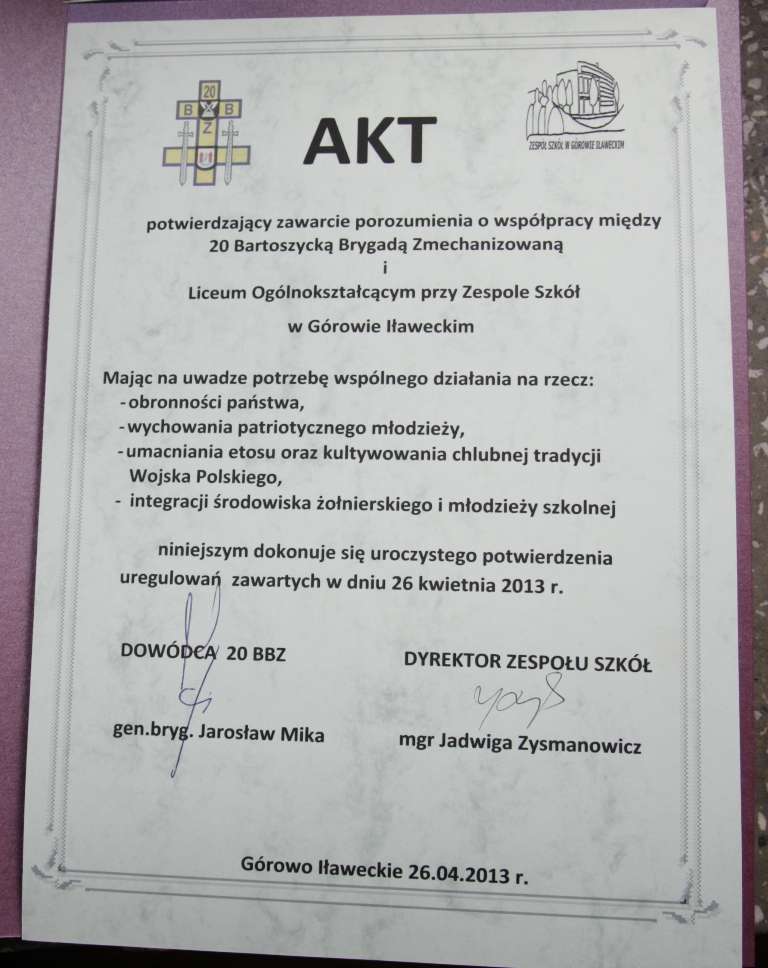 20
B B
Z
ZESPÓŁ SZKÓŁ W GÓROWIE IŁAWECKIM
AKT
potwierdzający zawarcie porozumienia o współpracy między
20 Bartoszycką Brygadą Zmechanizowaną
i
Liceum Ogólnokształcącym przy Zespole Szkół
w Górowie Iławeckim
Mając na uwadze potrzebę wspólnego działania na rzecz:
-obronności państwa,
-wychowania patriotycznego młodzieży,
-umacniania etosu oraz kultywowania chlubnej tradycji
Wojska Polskiego,
- integracji środowiska żołnierskiego i młodzieży szkolnej
niniejszym dokonuje się uroczystego potwierdzenia
uregulowań zawartych w dniu 26 kwietnia 2013 r.
DOWÓDCA 20 BBZ
gen.bryg. Jarosław Mika
DYREKTOR ZESPOŁU SZKÓŁ
mgr Jadwiga Zysmanowicz
Górowo Iławeckie 26.04.2013 r.